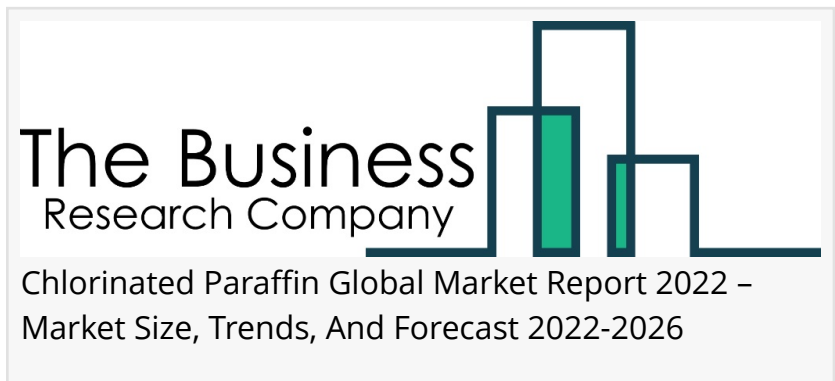 The Business
Research Company
Chlorinated Paraffin Global Market Report 2022 –
Market Size, Trends, And Forecast 2022-2026